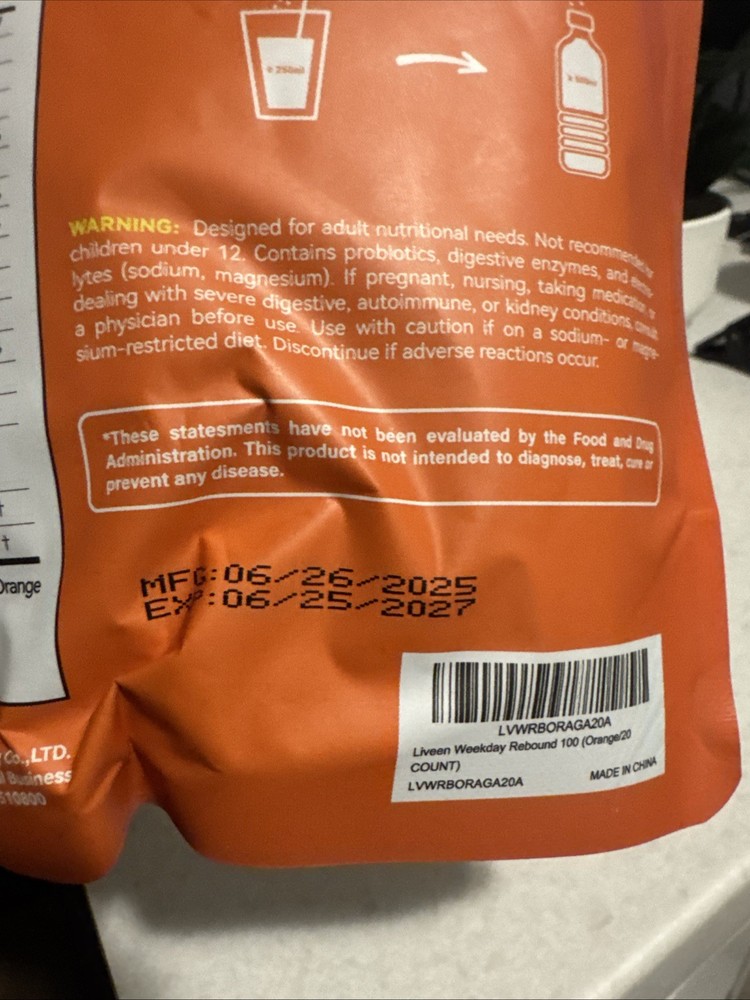 ≥ 250ml
WARNING: Designed for adult nutritional needs. Not recommended for
children under 12. Contains probiotics, digestive enzymes, and electro-
lytes (sodium, magnesium). If pregnant, nursing, taking medication, or
dealing with severe digestive, autoimmune, or kidney conditions, consult
a physician before use. Use with caution if on a sodium- or magne-
sium-restricted diet. Discontinue if adverse reactions occur.
*These statesments have not been evaluated by the Food and Drug
Administration. This product is not intended to diagnose, treat, cure or
prevent any disease.
†
†
Orange
MFG:06/26/2025
EXP:06/25/2027
Co.,LTD.
Business
510800
LVWRBORAGA20A
Liveen Weekday Rebound 100 (Orange/20
COUNT)
LVWRBORAGA20A MADE IN CHINA